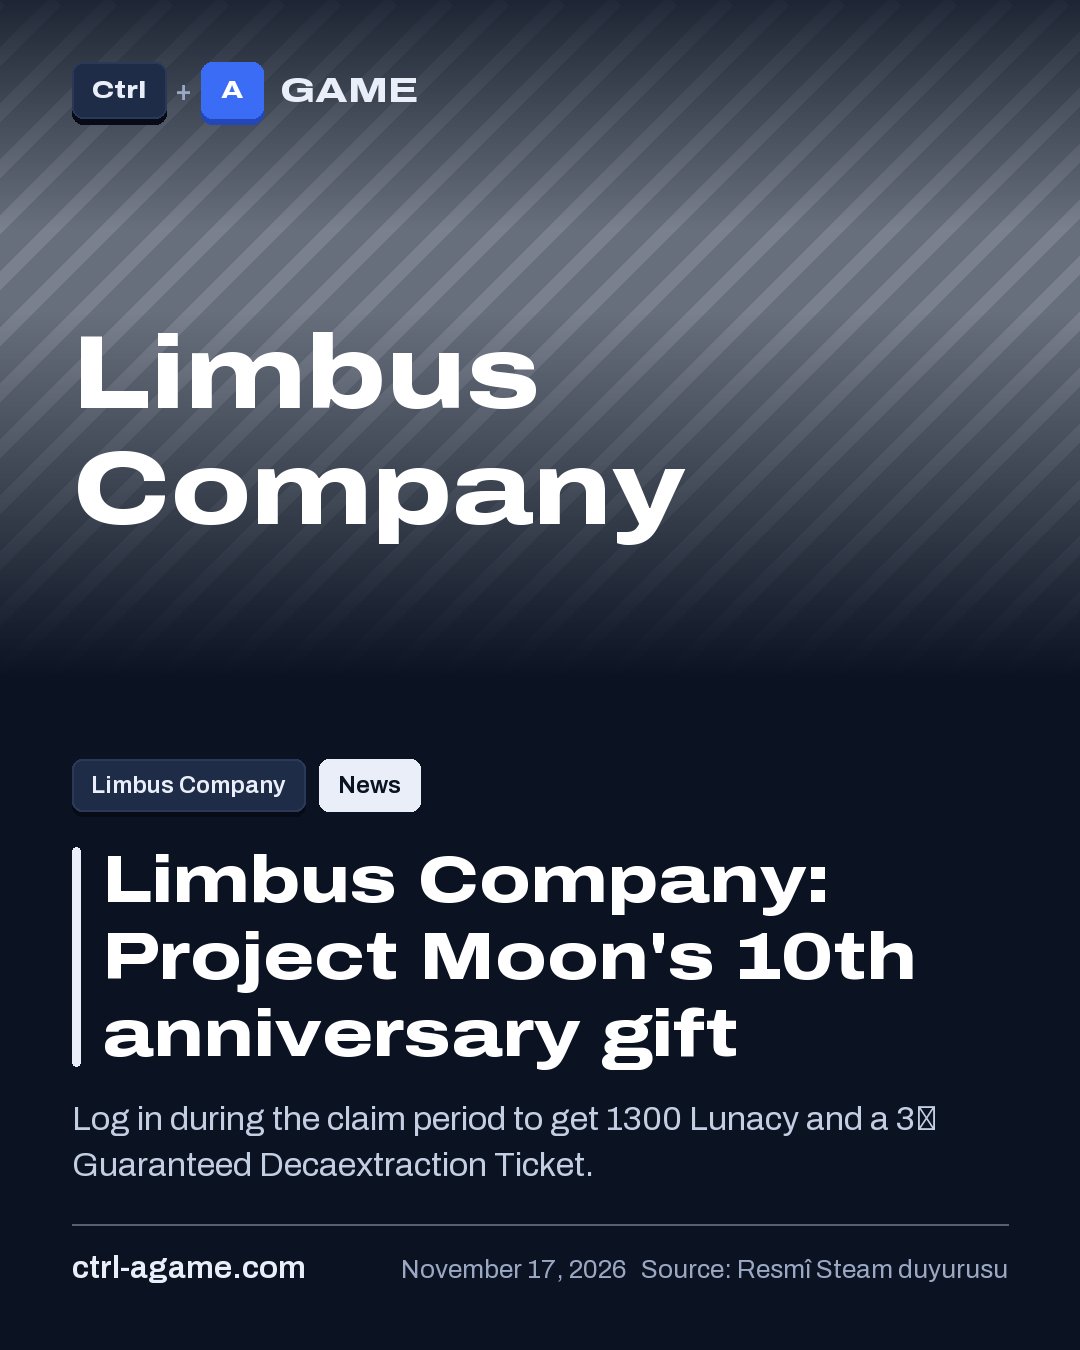 Ctrl + A GAME
Limbus
Company
Limbus Company News
Limbus Company:
Project Moon's 10th
anniversary gift
Log in during the claim period to get 1300 Lunacy and a 3
Guaranteed Decaextraction Ticket.
ctrl-agame.com November 17, 2026 Source: Resmî Steam duyurusu